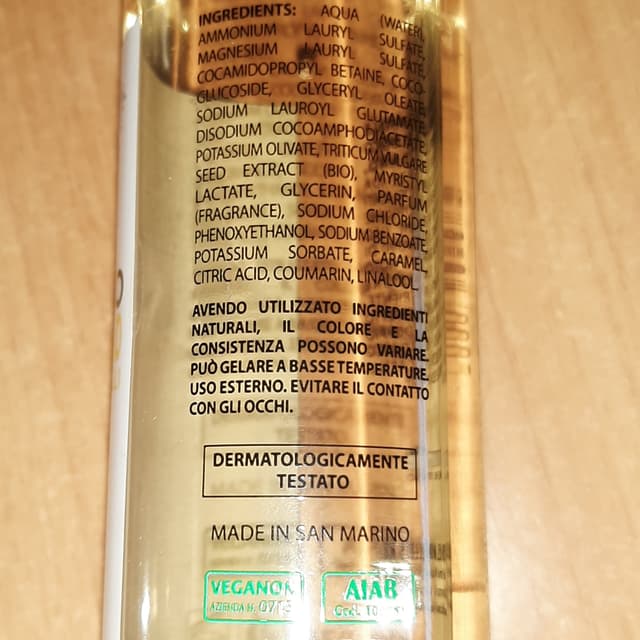 INGREDIENTS: AQUA (WATER),
AMMONIUM LAURYL SULFATE,
MAGNESIUM LAURYL SULFATE,
COCAMIDOPROPYL BETAINE, COCO-
GLUCOSIDE, GLYCERYL OLEATE,
SODIUM LAUROYL GLUTAMATE,
DISODIUM COCOAMPHODIACETATE,
POTASSIUM OLIVATE, TRITICUM VULGARE
SEED EXTRACT (BIO), MYRISTYL
LACTATE, GLYCERIN, PARFUM
(FRAGRANCE), SODIUM CHLORIDE,
PHENOXYETHANOL, SODIUM BENZOATE,
POTASSIUM SORBATE, CARAMEL,
CITRIC ACID, COUMARIN, LINALOOL.
AVENDO UTILIZZATO INGREDIENTI
NATURALI, IL COLORE E LA
CONSISTENZA POSSONO VARIARE.
PUÒ GELARE A BASSE TEMPERATURE.
USO ESTERNO. EVITARE IL CONTATTO
CON GLI OCCHI.
DERMATOLOGICAMENTE
TESTATO
MADE IN SAN MARINO
VEGANOK
AIAB
AZIENDA N.
Cod.